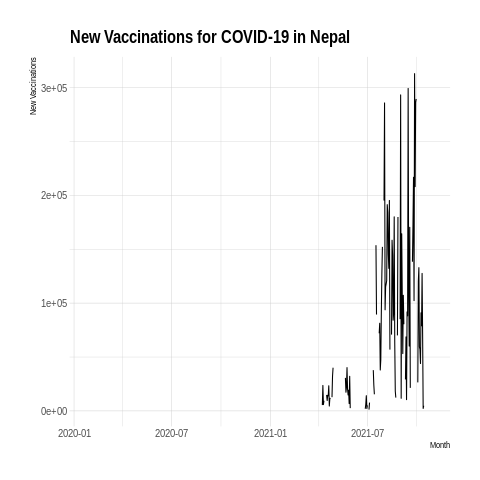 New Vaccinations for COVID-19 in Nepal
New Vaccinations
3e+05
2e+05
1e+05
0e+00
2020-01
2020-07
2021-01
2021-07
Month